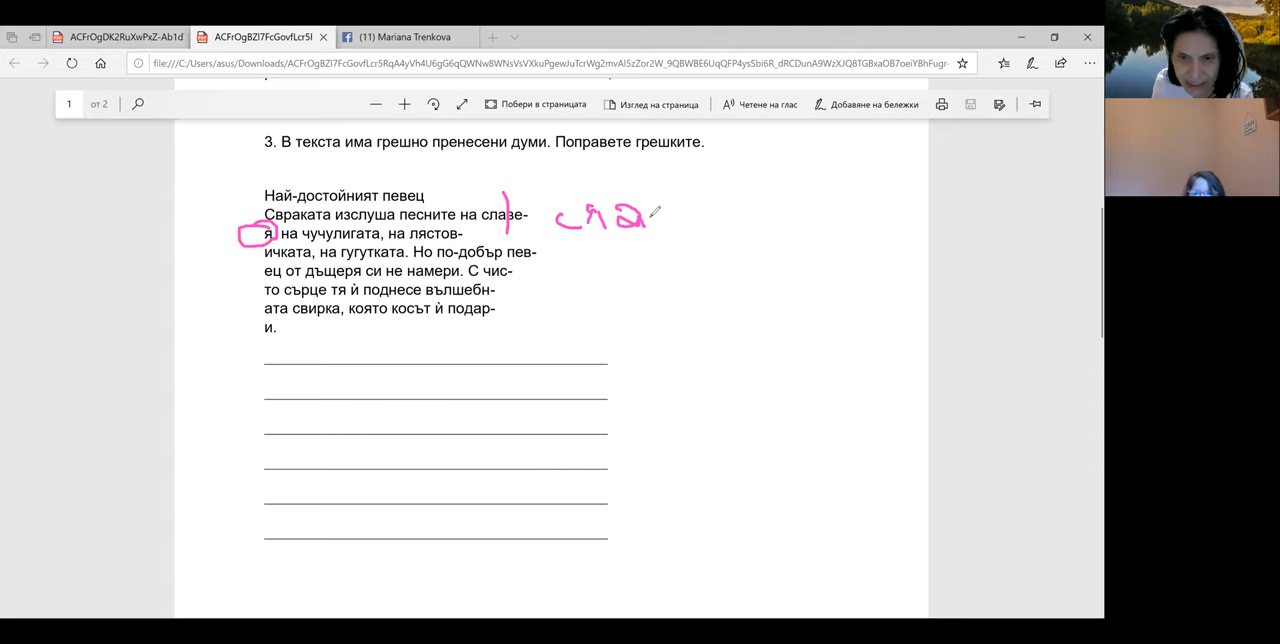 ACFrOgDK2RuXwPxZ-Ab1d
ACFrOgBZl7FcGovfLcr5l
(11) Mariana Trenkova
file:///C:/Users/asus/Downloads/ACFrOgBZl7FcGovfLcr5RqA4yVh4U6gG6qQWNw8WNsVsVXkuPgewJuTcrWg2mvAl5zZor2W_9QBWBE6UqQFP4ysSbi6R_dRCDunA9WzXJQ8TGBxaOB7oeiYBhFugr-
1 от 2
Побери в страницата
Изглед на страница
Четене на глас
Добавяне на бележки
3. В текста има грешно пренесени думи. Поправете грешките.
Най-достойният певец
Свраката изслуша песните на славе-
я, на чучулигата, на лястов-
ичката, на гугутката. Но по-добър пев-
ец от дъщеря си не намери. С чис-
то сърце тя ѝ поднесе вълшебн-
ата свирка, която косът ѝ подар-
и.
сла